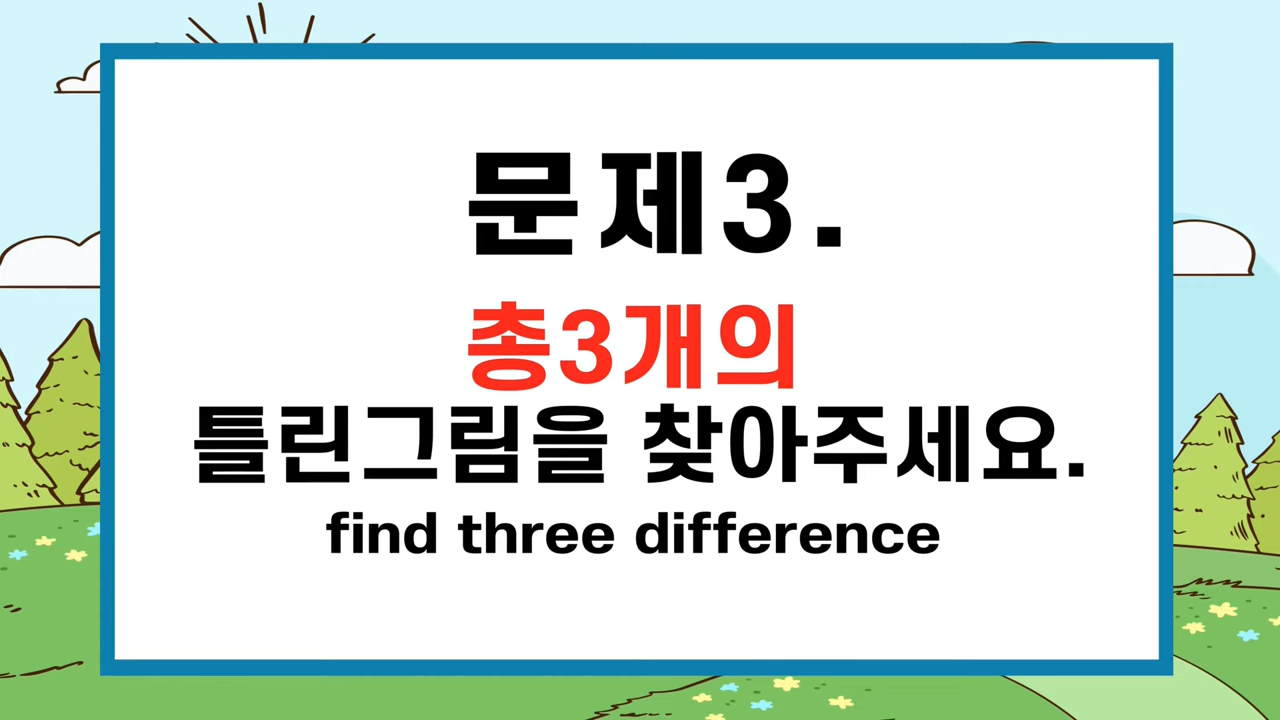 문제3.
총3개의
틀린그림을 찾아주세요.
find three difference